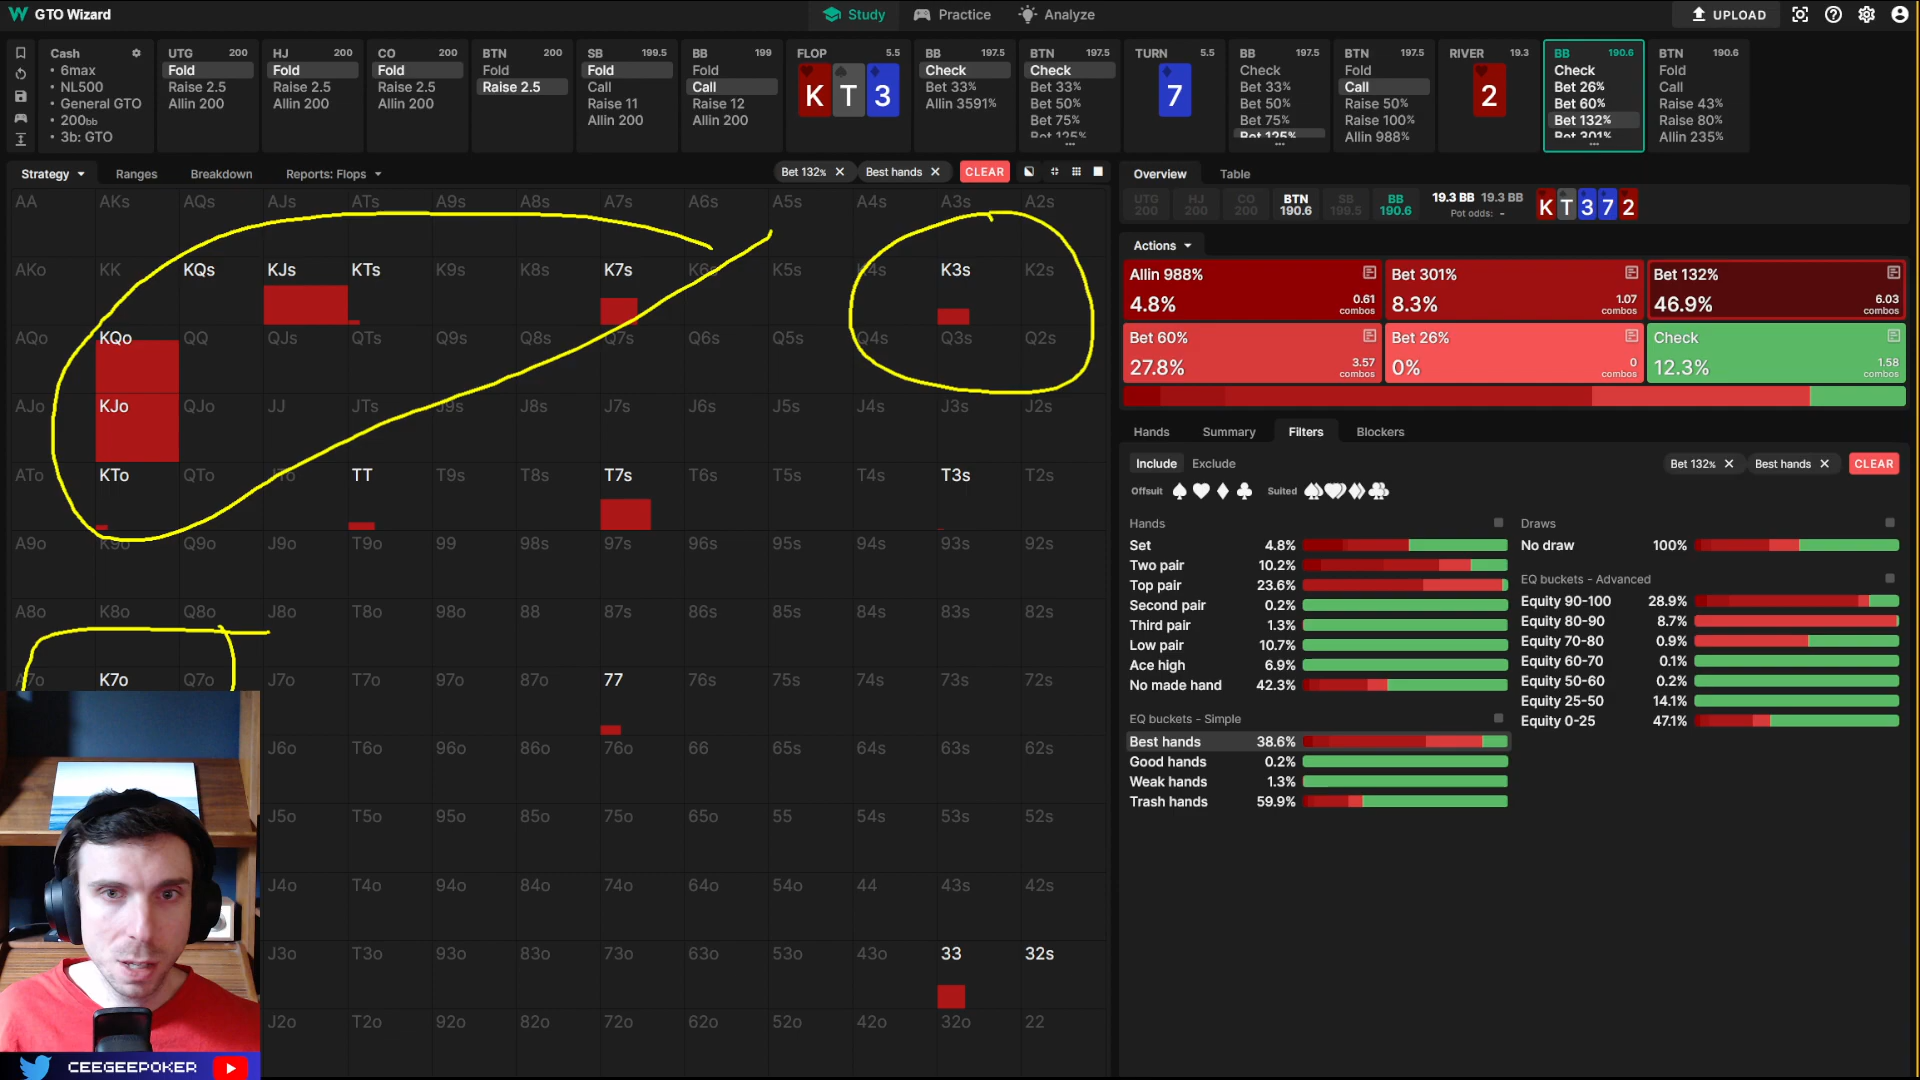 GTO Wizard
Study
Practice
Analyze
UPLOAD
Cash
6max
NL500
General GTO
200bb
3b: GTO
UTG 200
Fold
Raise 2.5
Allin 200
HJ 200
Fold
Raise 2.5
Allin 200
CO 200
Fold
Raise 2.5
Allin 200
BTN 200
Fold
Raise 2.5
SB 199.5
Fold
Call
Raise 11
Allin 200
BB 199
Fold
Call
Raise 12
Allin 200
FLOP 5.5
K T 3
BB 197.5
Check
Bet 33%
Allin 3591%
BTN 197.5
Check
Bet 33%
Bet 50%
Bet 75%
Bet 125%
TURN 5.5
7
BB 197.5
Check
Bet 33%
Bet 50%
Bet 75%
Bet 125%
BTN 197.5
Fold
Call
Raise 50%
Raise 100%
Allin 988%
RIVER 19.3
2
BB 190.6
Check
Bet 26%
Bet 60%
Bet 132%
Bet 301%
BTN 190.6
Fold
Call
Raise 43%
Raise 80%
Allin 235%
Strategy Ranges Breakdown Reports: Flops
Bet 132% Best hands CLEAR
AA AKs AQs AJs ATs A9s A8s A7s A6s A5s A4s A3s A2s
AKo KK KQs KJs KTs K9s K8s K7s K6s K5s K4s K3s K2s
AQo KQo QQ QJs QTs Q7s Q6s Q5s Q4s Q3s Q2s
AJo KJo QJo JJ JTs J9s J8s J7s J6s J5s J4s J3s J2s
ATo KTo QTo JTo TT T9s T8s T7s T6s T5s T4s T3s T2s
A9o K9o Q9o J9o T9o 99 98s 97s 96s 95s 94s 93s 92s
A8o K8o Q8o J8o T8o 98o 88 87s 86s 85s 84s 83s 82s
A7o K7o Q7o J7o T7o 97o 87o 77 76s 75s 74s 73s 72s
J6o T6o 96o 86o 76o 66 65s 64s 63s 62s
J5o T5o 95o 85o 75o 65o 55 54s 53s 52s
J4o T4o 94o 84o 74o 64o 54o 44 43s 42s
J3o T3o 93o 83o 73o 63o 53o 43o 33 32s
J2o T2o 92o 82o 72o 62o 52o 42o 32o 22
CEEGEEPOKER
Overview Table
UTG 200
HJ 200
CO 200
BTN 190.6
SB 199.5
BB 190.6
19.3 BB 19.3 BB
Pot odds: -
K T 3 7 2
Actions
Allin 988%
4.8% 0.61 combos
Bet 301%
8.3% 1.07 combos
Bet 132%
46.9% 6.03 combos
Bet 60%
27.8% 3.57 combos
Bet 26%
0% 0 combos
Check
12.3% 1.58 combos
Hands Summary Filters Blockers
Include Exclude
Bet 132% Best hands CLEAR
Offsuit Suited
Hands
Set 4.8%
Two pair 10.2%
Top pair 23.6%
Second pair 0.2%
Third pair 1.3%
Low pair 10.7%
Ace high 6.9%
No made hand 42.3%
EQ buckets - Simple
Best hands 38.6%
Good hands 0.2%
Weak hands 1.3%
Trash hands 59.9%
Draws
No draw 100%
EQ buckets - Advanced
Equity 90-100 28.9%
Equity 80-90 8.7%
Equity 70-80 0.9%
Equity 60-70 0.1%
Equity 50-60 0.2%
Equity 25-50 14.1%
Equity 0-25 47.1%